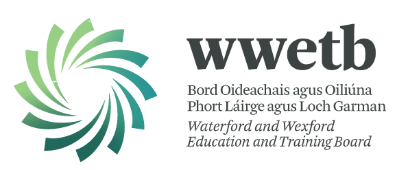 wwetb
Bord Oideachais agus Oiliúna
Phort Láirge agus Loch Garman
Waterford and Wexford
Education and Training Board